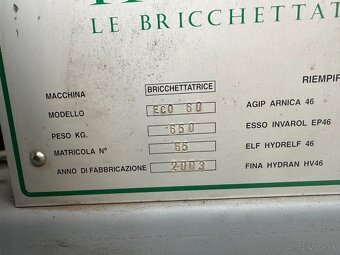 LE BRICCHETTAT
RIEMPIR
MACCHINA BRICCHETTATRICE
MODELLO ECO 60 AGIP ARNICA 46
PESO KG. 650 ESSO INVAROL EP46
MATRICOLA N° 65 ELF HYDRELF 46
ANNO DI FABBRICAZIONE 2003 FINA HYDRAN HV46